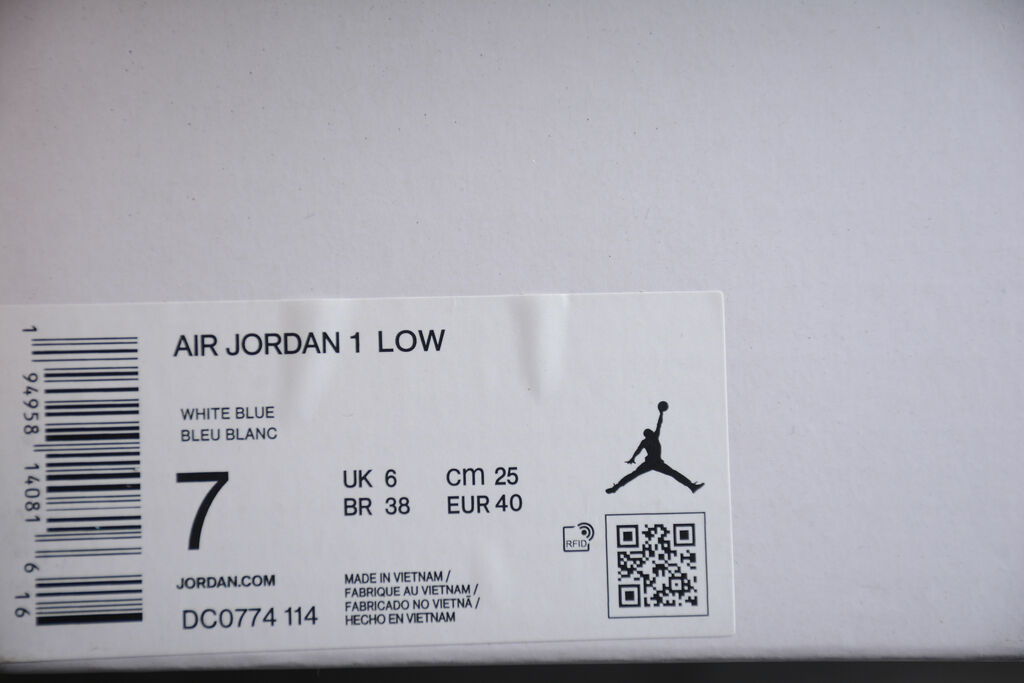 AIR JORDAN 1 LOW
WHITE BLUE
BLEU BLANC
7
UK 6 cm 25
BR 38 EUR 40
RFID
JORDAN.COM
DC0774 114
MADE IN VIETNAM /
FABRIQUE AU VIETNAM /
FABRICADO NO VIETNÃ /
HECHO EN VIETNAM
1 94958 14081 6 16